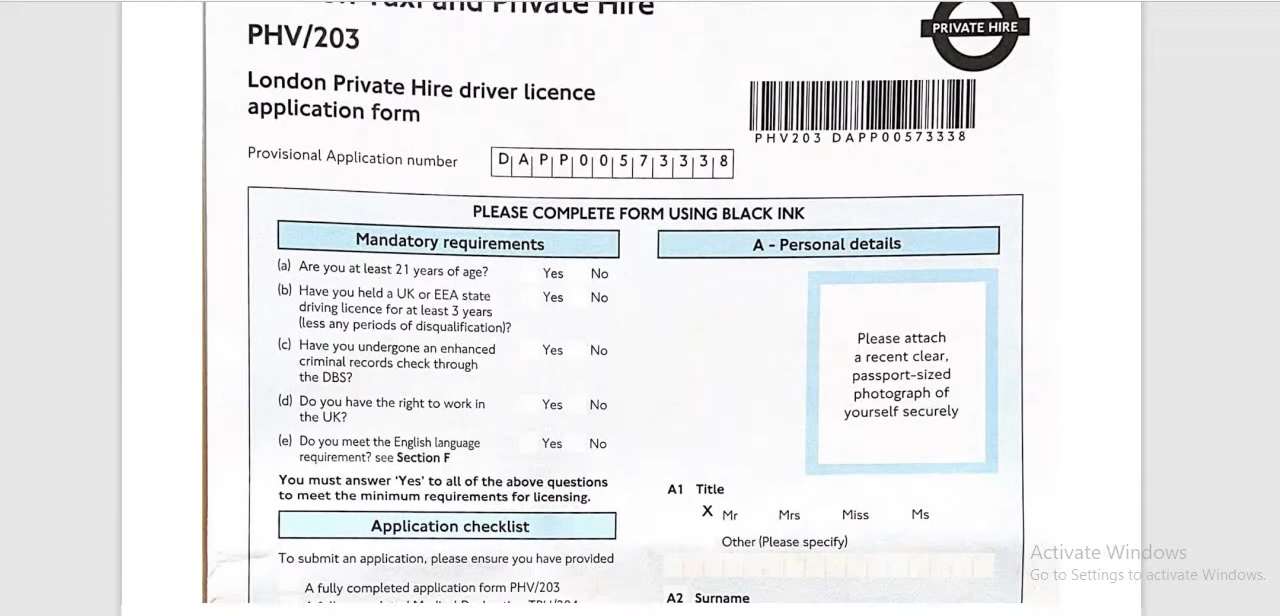 Taxi and Private Hire
PRIVATE HIRE
PHV/203
London Private Hire driver licence
application form
PHV203 DAPP00573338
Provisional Application number
DAPP00573338
PLEASE COMPLETE FORM USING BLACK INK
Mandatory requirements
(a) Are you at least 21 years of age? Yes No
(b) Have you held a UK or EEA state Yes No
driving licence for at least 3 years
(less any periods of disqualification)?
(c) Have you undergone an enhanced Yes No
criminal records check through
the DBS?
(d) Do you have the right to work in Yes No
the UK?
(e) Do you meet the English language Yes No
requirement? see Section F
You must answer 'Yes' to all of the above questions
to meet the minimum requirements for licensing.
Application checklist
To submit an application, please ensure you have provided
A fully completed application form PHV/203
A - Personal details
Please attach
a recent clear,
passport-sized
photograph of
yourself securely
A1 Title
X Mr Mrs Miss Ms
Other (Please specify)
A2 Surname
Activate Windows
Go to Settings to activate Windows.